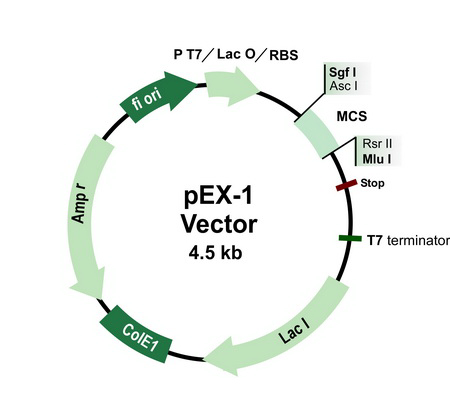 P T7/Lac O/RBS
Sgf I
Asc I
MCS
Rsr II
Mlu I
Stop
T7 terminator
Lac I
ColE1
Amp r
fi ori
pEX-1
Vector
4.5 kb